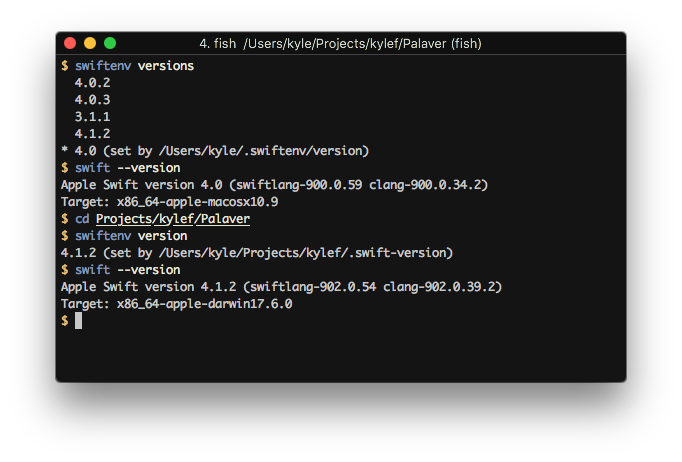 4. fish /Users/kyle/Projects/kylef/Palaver (fish)
$ swiftenv versions
  4.0.2
  4.0.3
  3.1.1
  4.1.2
* 4.0 (set by /Users/kyle/.swiftenv/version)
$ swift --version
Apple Swift version 4.0 (swiftlang-900.0.59 clang-900.0.34.2)
Target: x86_64-apple-macosx10.9
$ cd Projects/kylef/Palaver
$ swiftenv version
4.1.2 (set by /Users/kyle/Projects/kylef/.swift-version)
$ swift --version
Apple Swift version 4.1.2 (swiftlang-902.0.54 clang-902.0.39.2)
Target: x86_64-apple-darwin17.6.0
$